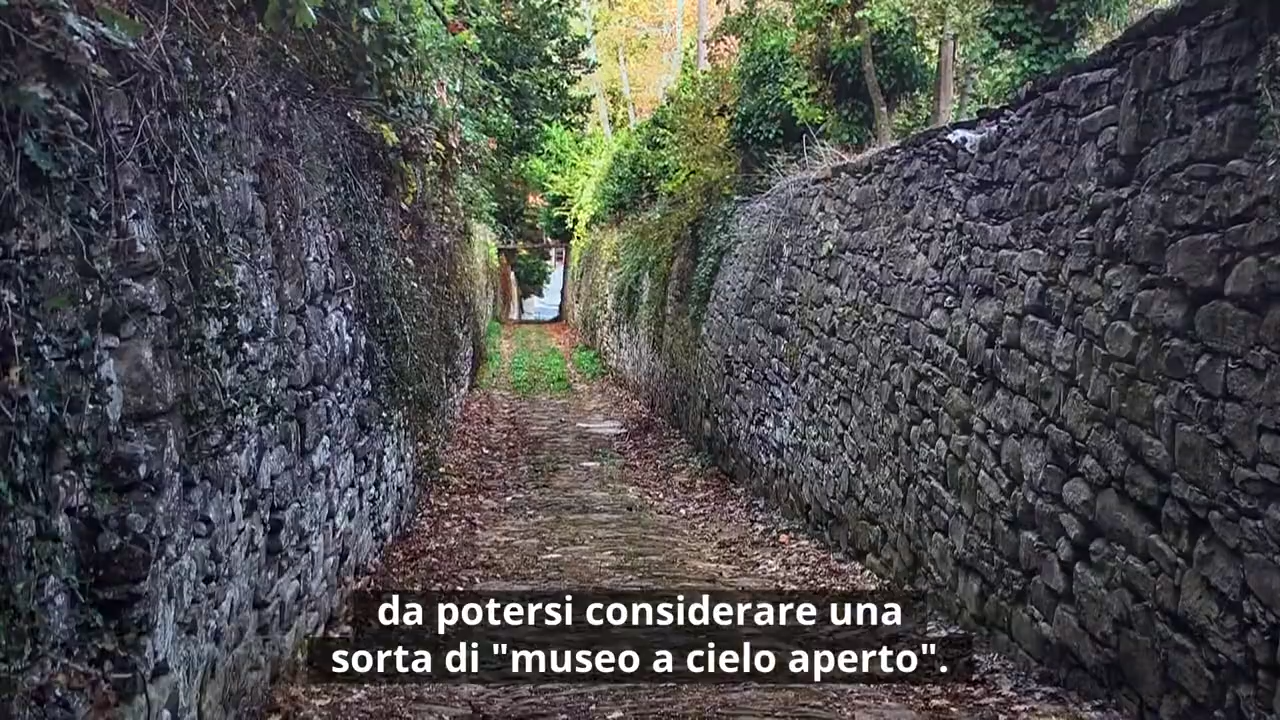 da potersi considerare una
sorta di "museo a cielo aperto".